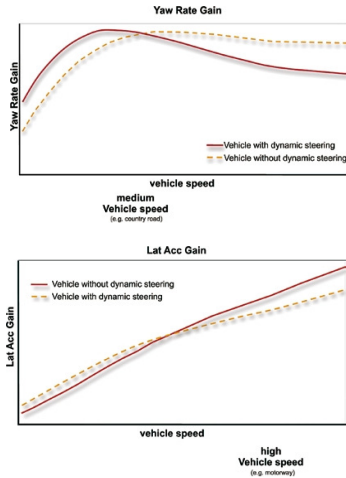 Yaw Rate Gain
Yaw Rate Gain
Vehicle with dynamic steering
Vehicle without dynamic steering
vehicle speed
medium
Vehicle speed
(e.g. country road)
Lat Acc Gain
Vehicle without dynamic steering
Vehicle with dynamic steering
Lat Acc Gain
vehicle speed
high
Vehicle speed
(e.g. motorway)